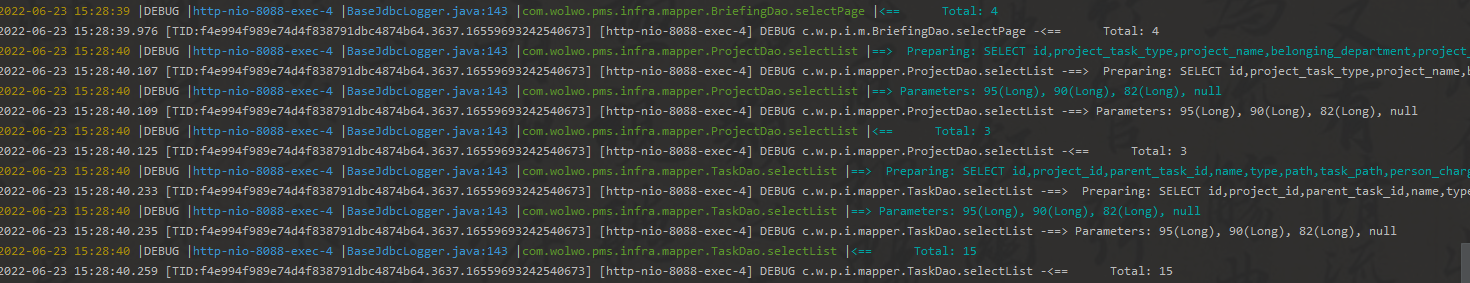 2022-06-23 15:28:39 |DEBUG |http-nio-8088-exec-4 |BaseJdbcLogger.java:143 |com.wolwo.pms.infra.mapper.BriefingDao.selectPage |<==      Total: 4
2022-06-23 15:28:39.976 [TID:f4e994f989e74d4f838791dbc4874b64.3637.16559693242540673] [http-nio-8088-exec-4] DEBUG c.w.p.i.m.BriefingDao.selectPage -<==      Total: 4
2022-06-23 15:28:40 |DEBUG |http-nio-8088-exec-4 |BaseJdbcLogger.java:143 |com.wolwo.pms.infra.mapper.ProjectDao.selectList |==>  Preparing: SELECT id,project_task_type,project_name,belonging_department,project_
2022-06-23 15:28:40.107 [TID:f4e994f989e74d4f838791dbc4874b64.3637.16559693242540673] [http-nio-8088-exec-4] DEBUG c.w.p.i.mapper.ProjectDao.selectList -==>  Preparing: SELECT id,project_task_type,project_name,b
2022-06-23 15:28:40 |DEBUG |http-nio-8088-exec-4 |BaseJdbcLogger.java:143 |com.wolwo.pms.infra.mapper.ProjectDao.selectList |==> Parameters: 95(Long), 90(Long), 82(Long), null
2022-06-23 15:28:40.109 [TID:f4e994f989e74d4f838791dbc4874b64.3637.16559693242540673] [http-nio-8088-exec-4] DEBUG c.w.p.i.mapper.ProjectDao.selectList -==> Parameters: 95(Long), 90(Long), 82(Long), null
2022-06-23 15:28:40 |DEBUG |http-nio-8088-exec-4 |BaseJdbcLogger.java:143 |com.wolwo.pms.infra.mapper.ProjectDao.selectList |<==      Total: 3
2022-06-23 15:28:40.125 [TID:f4e994f989e74d4f838791dbc4874b64.3637.16559693242540673] [http-nio-8088-exec-4] DEBUG c.w.p.i.mapper.ProjectDao.selectList -<==      Total: 3
2022-06-23 15:28:40 |DEBUG |http-nio-8088-exec-4 |BaseJdbcLogger.java:143 |com.wolwo.pms.infra.mapper.TaskDao.selectList |==>  Preparing: SELECT id,project_id,parent_task_id,name,type,path,task_path,person_charg
2022-06-23 15:28:40.233 [TID:f4e994f989e74d4f838791dbc4874b64.3637.16559693242540673] [http-nio-8088-exec-4] DEBUG c.w.p.i.mapper.TaskDao.selectList -==>  Preparing: SELECT id,project_id,parent_task_id,name,type
2022-06-23 15:28:40 |DEBUG |http-nio-8088-exec-4 |BaseJdbcLogger.java:143 |com.wolwo.pms.infra.mapper.TaskDao.selectList |==> Parameters: 95(Long), 90(Long), 82(Long), null
2022-06-23 15:28:40.235 [TID:f4e994f989e74d4f838791dbc4874b64.3637.16559693242540673] [http-nio-8088-exec-4] DEBUG c.w.p.i.mapper.TaskDao.selectList -==> Parameters: 95(Long), 90(Long), 82(Long), null
2022-06-23 15:28:40 |DEBUG |http-nio-8088-exec-4 |BaseJdbcLogger.java:143 |com.wolwo.pms.infra.mapper.TaskDao.selectList |<==      Total: 15
2022-06-23 15:28:40.259 [TID:f4e994f989e74d4f838791dbc4874b64.3637.16559693242540673] [http-nio-8088-exec-4] DEBUG c.w.p.i.mapper.TaskDao.selectList -<==      Total: 15